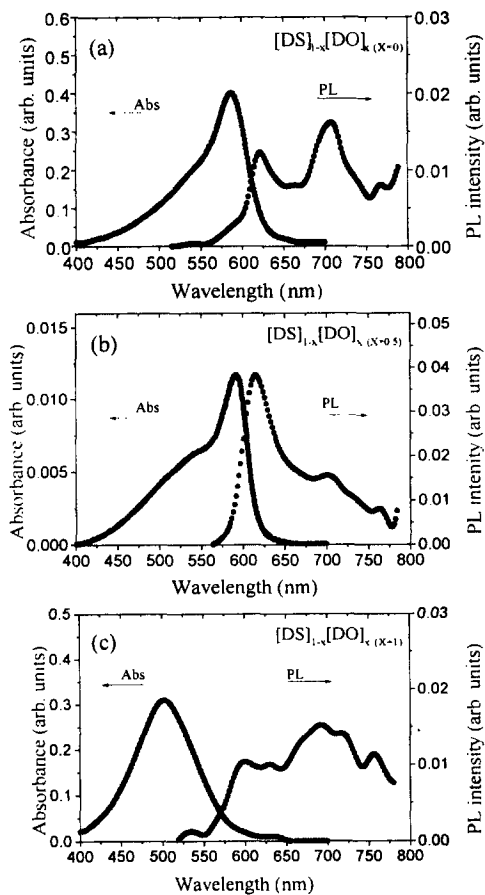 (a)
[DS]1-x[DO]x (X=0)
Abs
PL
Absorbance (arb. units)
PL intensity (arb. units)
0.6
0.5
0.4
0.3
0.2
0.1
0.0
0.03
0.02
0.01
0.00
400 450 500 550 600 650 700 750 800
Wavelength (nm)
(b)
[DS]1-x[DO]x (X=0.5)
Abs
PL
Absorbance (arb units)
PL intensity (arb units)
0.015
0.010
0.005
0.000
0.05
0.04
0.03
0.02
0.01
0.00
400 450 500 550 600 650 700 750 800
Wavelength (nm)
(c)
[DS]1-x[DO]x (X=1)
Abs
PL
Absorbance (arb. units)
PL intensity (arb units)
0.5
0.4
0.3
0.2
0.1
0.0
0.03
0.02
0.01
0.00
400 450 500 550 600 650 700 750 800
Wavelength (nm)